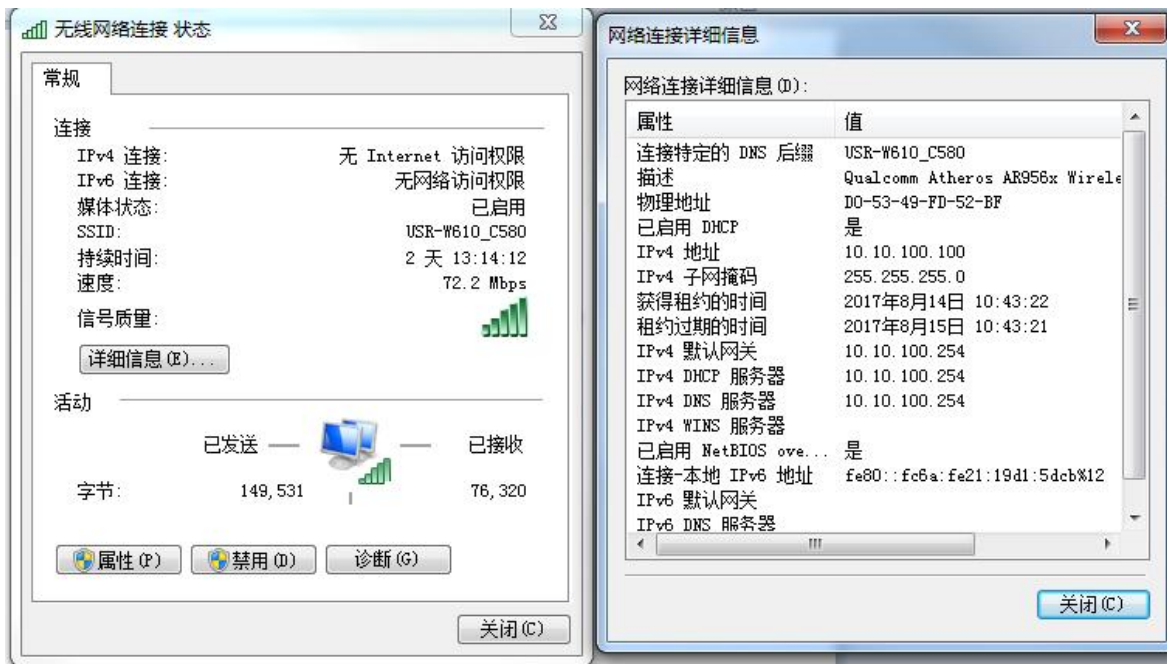 无线网络连接 状态
常规
连接
IPv4 连接: 无 Internet 访问权限
IPv6 连接: 无网络访问权限
媒体状态: 已启用
SSID: USR-W610_C580
持续时间: 2 天 13:14:12
速度: 72.2 Mbps
信号质量:
详细信息(E)...
活动
已发送 — — 已接收
字节: 149,531 76,320
属性(P) 禁用(D) 诊断(G)
关闭(C)
网络连接详细信息
网络连接详细信息(D):
属性 值
连接特定的 DNS 后缀 USR-W610_C580
描述 Qualcomm Atheros AR956x Wirele
物理地址 D0-53-49-FD-52-BF
已启用 DHCP 是
IPv4 地址 10.10.100.100
IPv4 子网掩码 255.255.255.0
获得租约的时间 2017年8月14日 10:43:22
租约过期的时间 2017年8月15日 10:43:21
IPv4 默认网关 10.10.100.254
IPv4 DHCP 服务器 10.10.100.254
IPv4 DNS 服务器 10.10.100.254
IPv4 WINS 服务器
已启用 NetBIOS ove... 是
连接-本地 IPv6 地址 fe80::fc6a:fe21:19d1:5dcb%12
IPv6 默认网关
IPv6 DNS 服务器
关闭(C)